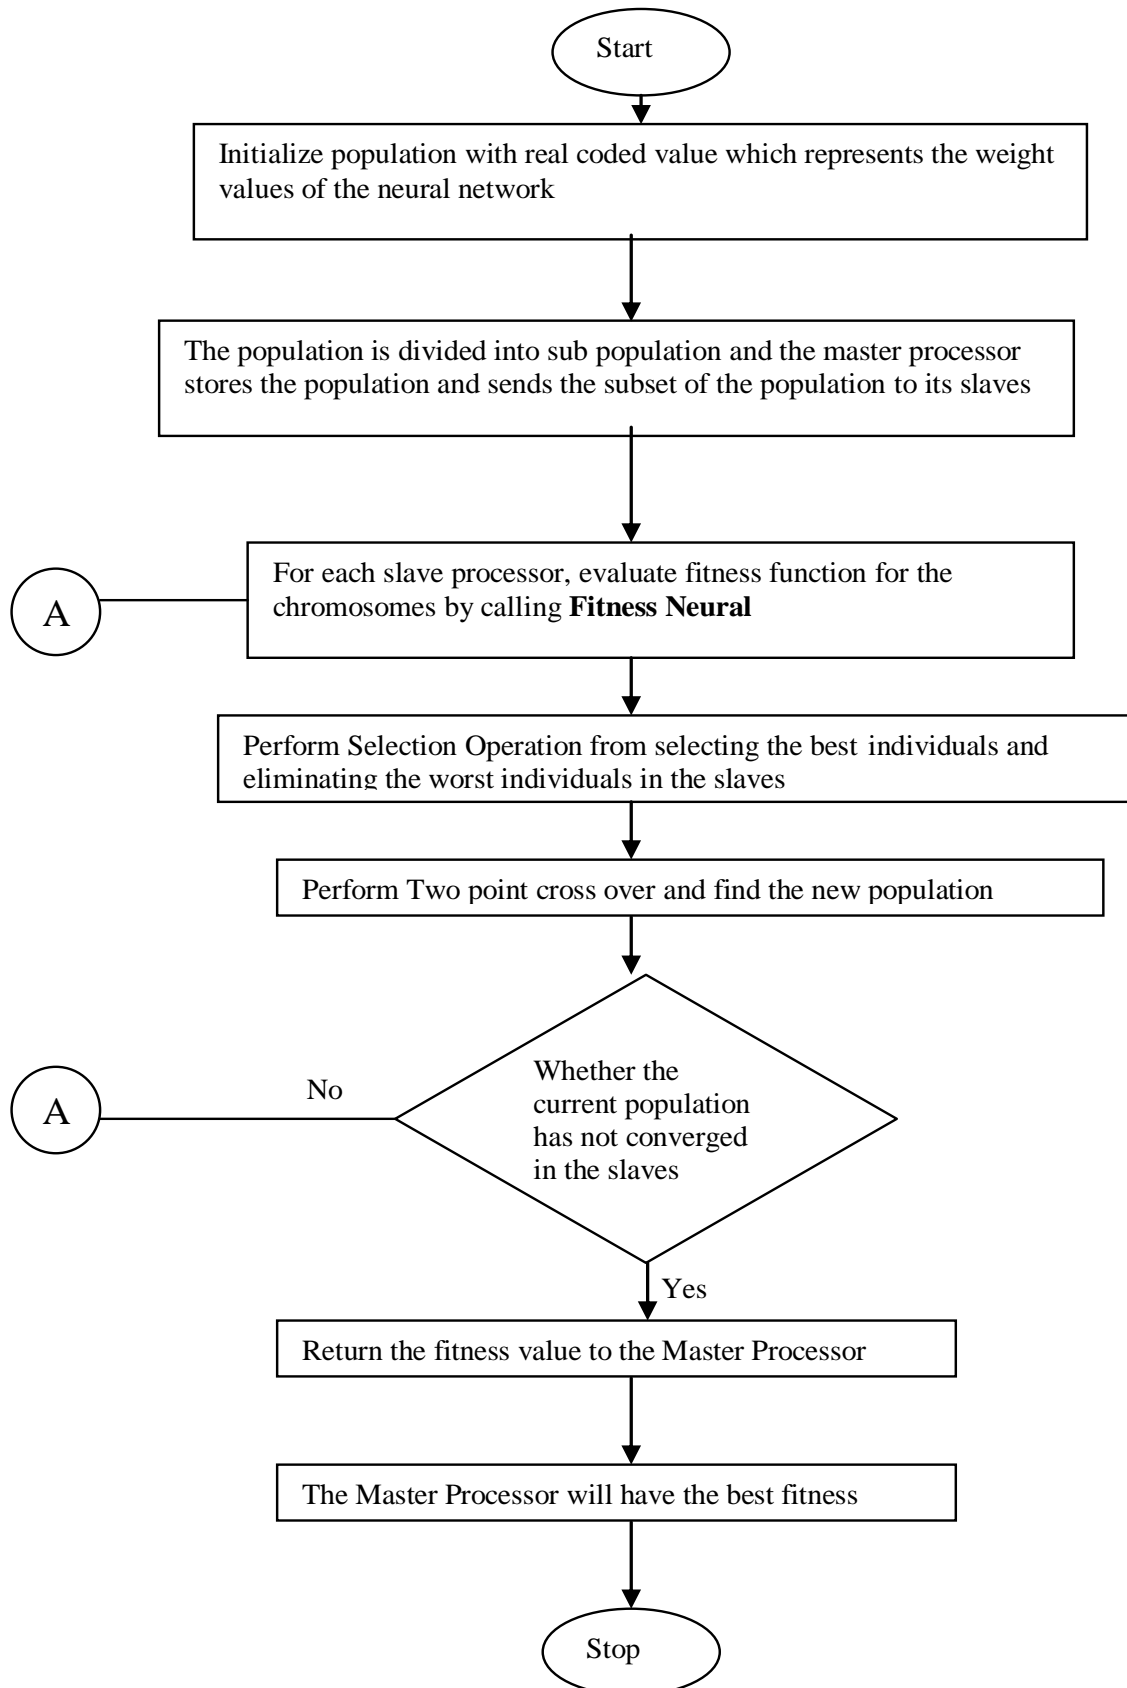 Start
Initialize population with real coded value which represents the weight
values of the neural network
The population is divided into sub population and the master processor
stores the population and sends the subset of the population to its slaves
For each slave processor, evaluate fitness function for the
chromosomes by calling Fitness Neural
A
Perform Selection Operation from selecting the best individuals and
eliminating the worst individuals in the slaves
Perform Two point cross over and find the new population
Whether the
current population
has not converged
in the slaves
No
A
Yes
Return the fitness value to the Master Processor
The Master Processor will have the best fitness
Stop